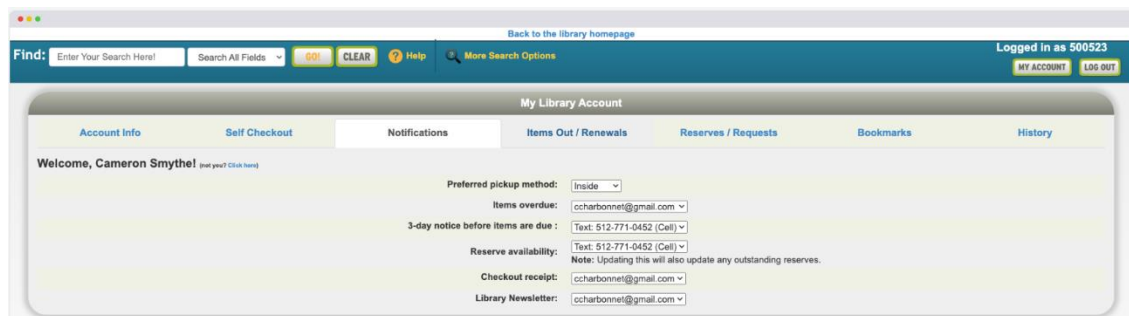 Back to the library homepage
Find: Enter Your Search Here! Search All Fields GO! CLEAR ? Help More Search Options
Logged in as 500523
MY ACCOUNT LOG OUT
My Library Account
Account Info Self Checkout Notifications Items Out / Renewals Reserves / Requests Bookmarks History
Welcome, Cameron Smythe! (not you? Click here)
Preferred pickup method: Inside
Items overdue: ccharbonnet@gmail.com
3-day notice before items are due : Text: 512-771-0452 (Cell)
Reserve availability: Text: 512-771-0452 (Cell)
Note: Updating this will also update any outstanding reserves.
Checkout receipt: ccharbonnet@gmail.com
Library Newsletter: ccharbonnet@gmail.com